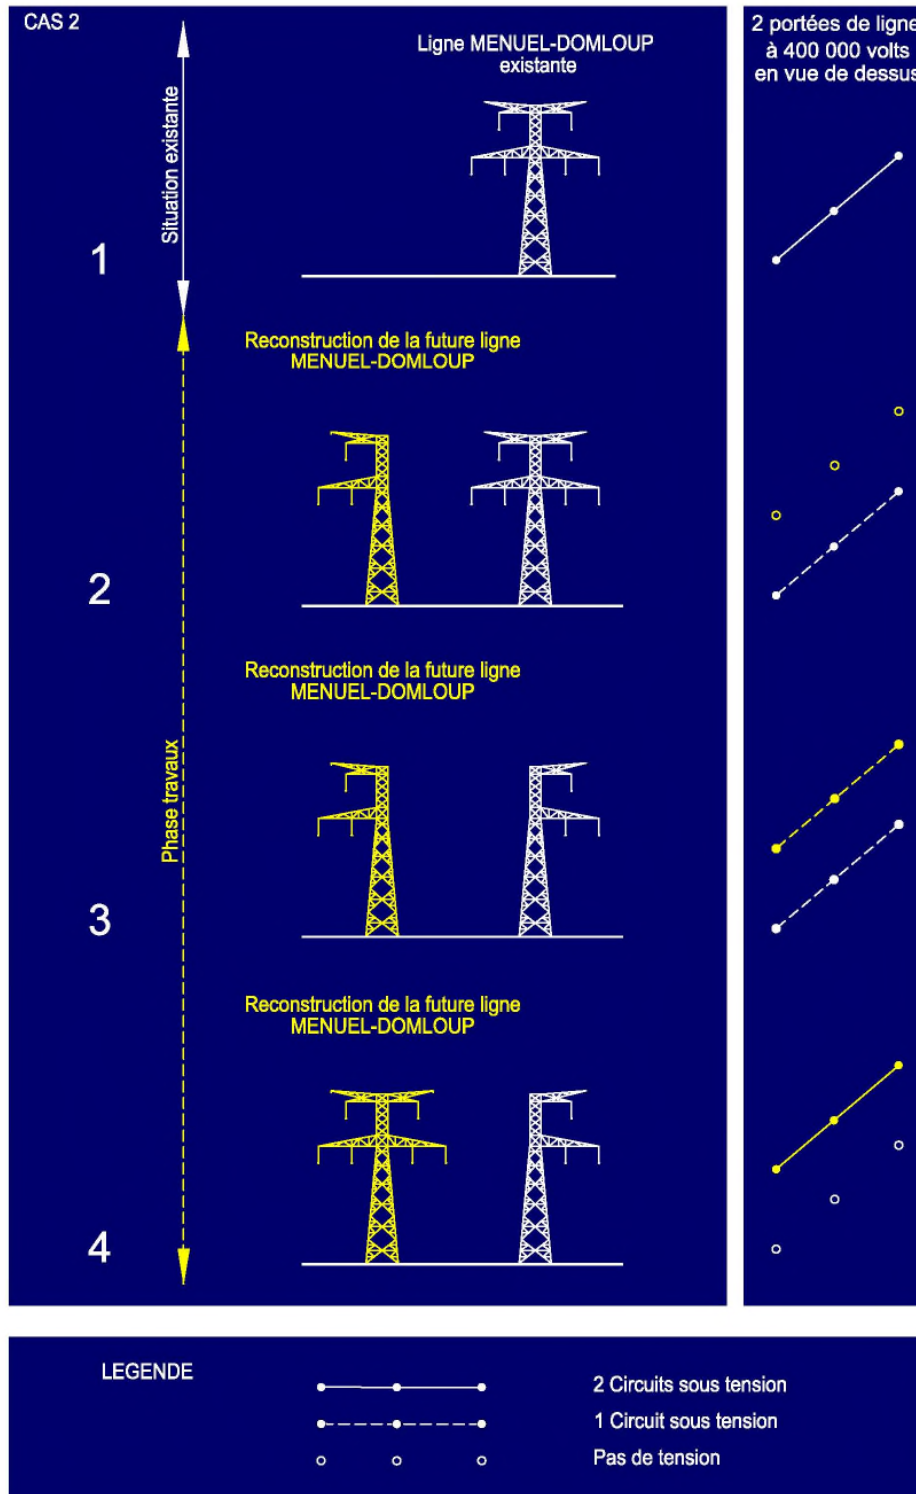 CAS 2
Ligne MENUEL-DOMLOUP
existante
2 portées de ligne
à 400 000 volts
en vue de dessus
Situation existante
1
Reconstruction de la future ligne
MENUEL-DOMLOUP
2
Reconstruction de la future ligne
MENUEL-DOMLOUP
Phase travaux
3
Reconstruction de la future ligne
MENUEL-DOMLOUP
4
LEGENDE
2 Circuits sous tension
1 Circuit sous tension
Pas de tension